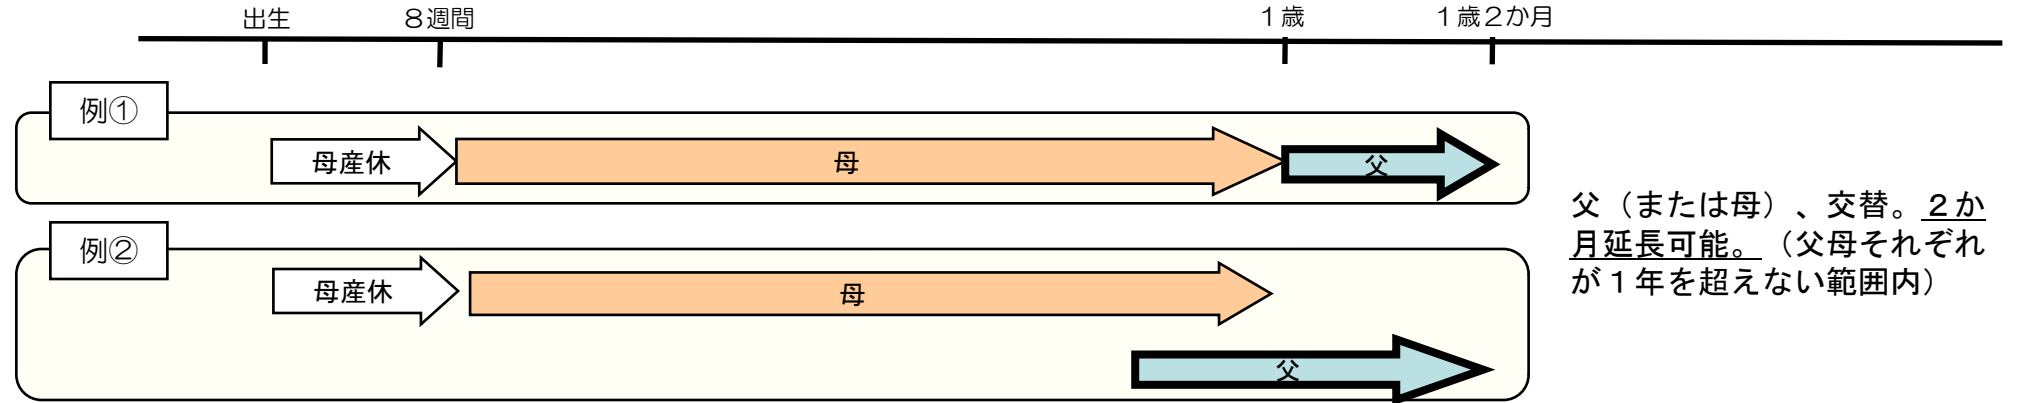 出生 ８週間 １歳 １歳２か月
例①
母産休 母 父
例②
母産休 母
父
父（または母）、交替。２か
月延長可能。（父母それぞれ
が１年を超えない範囲内）